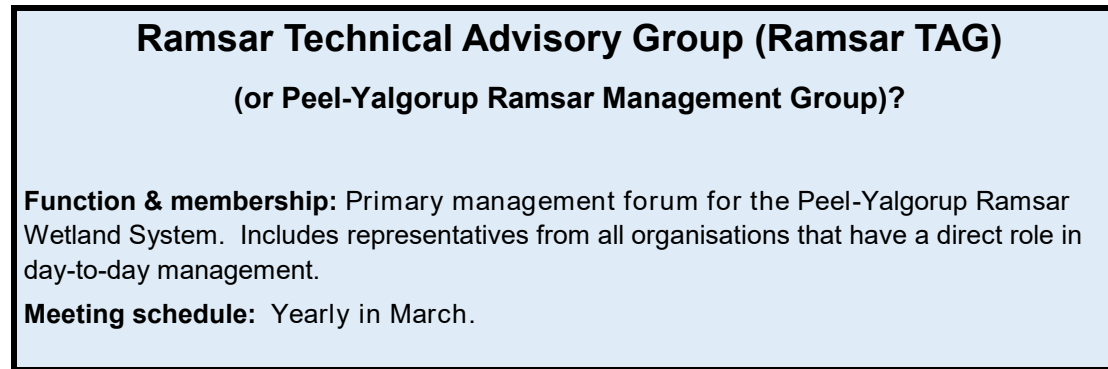 Ramsar Technical Advisory Group (Ramsar TAG)
(or Peel-Yalgorup Ramsar Management Group)?
Function & membership: Primary management forum for the Peel-Yalgorup Ramsar
Wetland System.  Includes representatives from all organisations that have a direct role in
day-to-day management.
Meeting schedule:  Yearly in March.